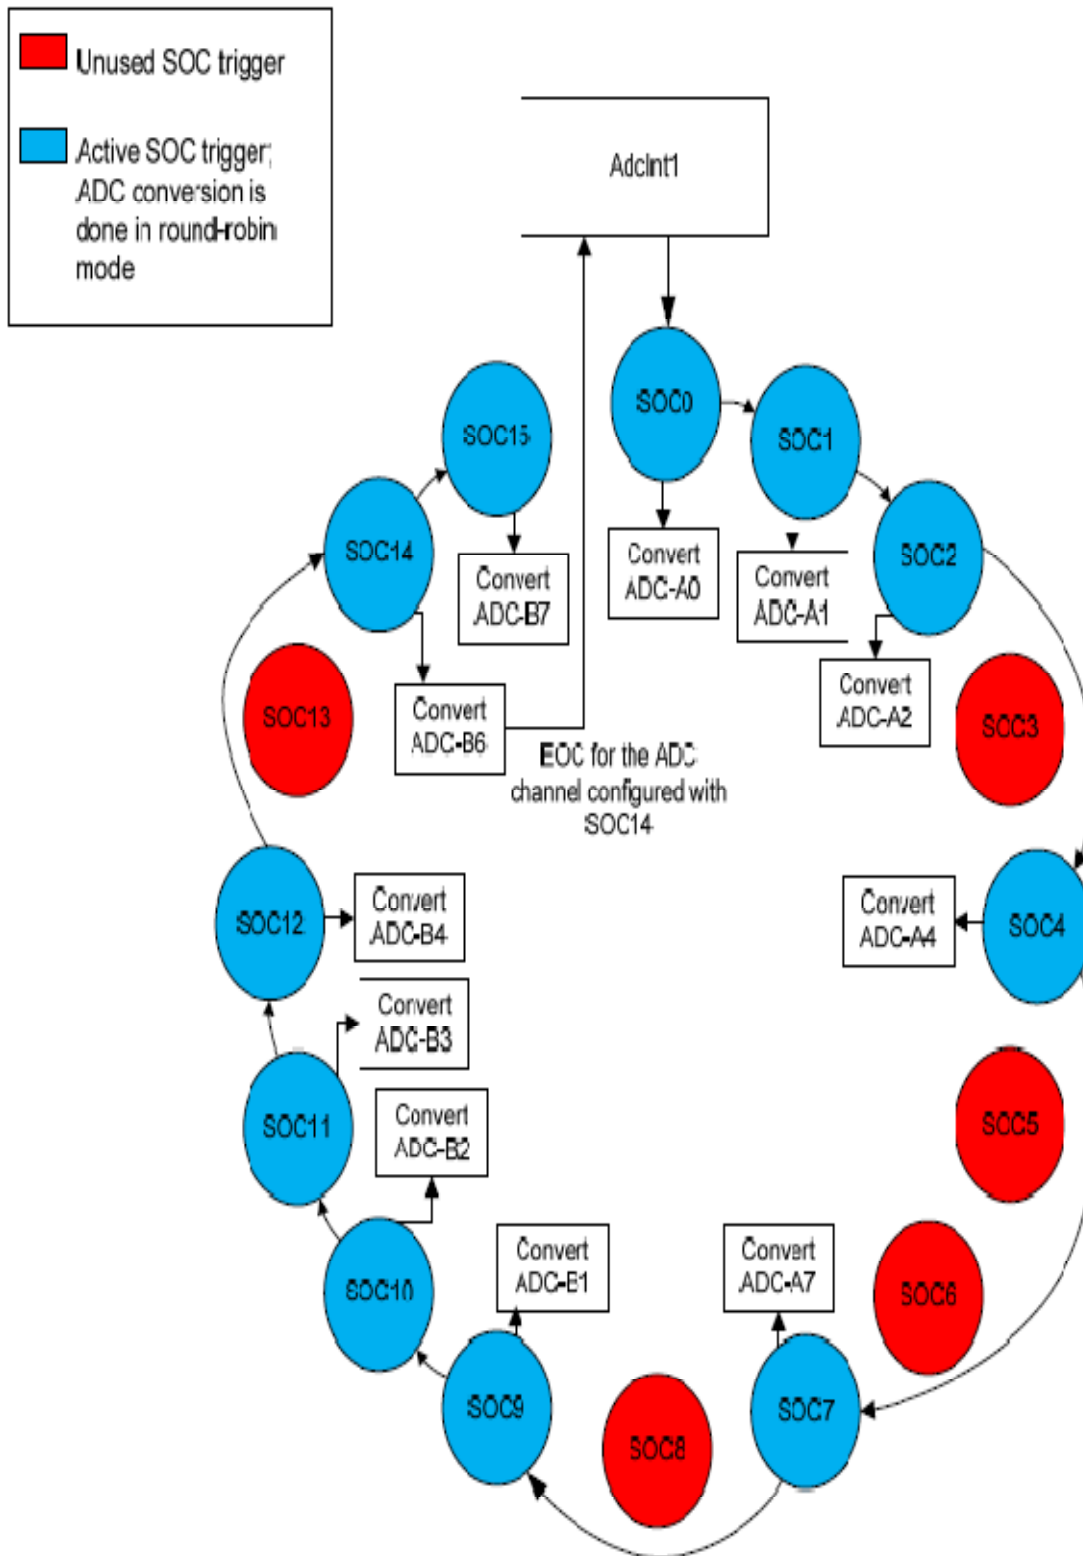 Unused SOC trigger
Active SOC trigger;
ADC conversion is
done in round-robin
mode
AdcInt1
SOC0
SOC1
SOC2
SOC3
SOC4
SOC5
SOC6
SOC7
SOC8
SOC9
SOC10
SOC11
SOC12
SOC13
SOC14
SOC15
Convert
ADC-A0
Convert
ADC-A1
Convert
ADC-A2
Convert
ADC-A4
Convert
ADC-A7
Convert
ADC-B1
Convert
ADC-B2
Convert
ADC-B3
Convert
ADC-B4
Convert
ADC-B6
Convert
ADC-B7
EOC for the ADC
channel configured with
SOC14